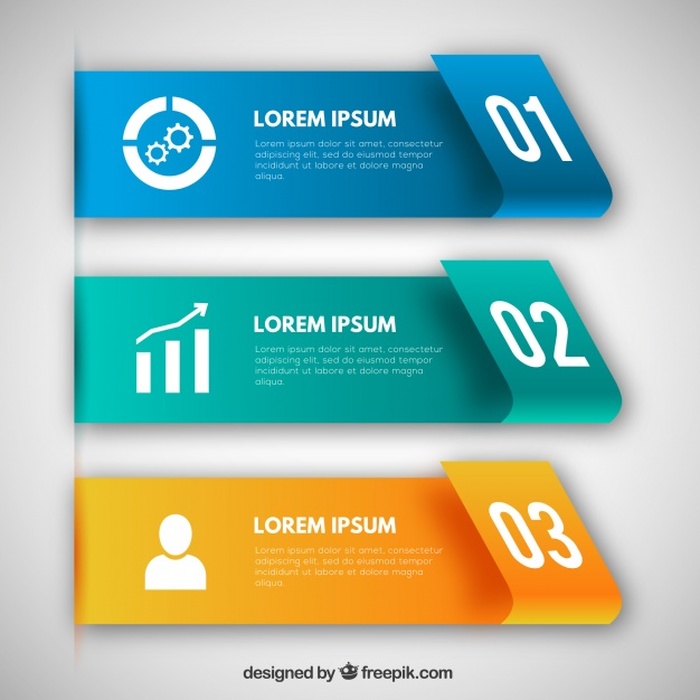 LOREM IPSUM
Lorem ipsum dolor sit amet, consectetur
adipiscing elit, sed do eiusmod tempor
incididunt ut labore et dolore magna
aliqua.
01
LOREM IPSUM
Lorem ipsum dolor sit amet, consectetur
adipiscing elit, sed do eiusmod tempor
incididunt ut labore et dolore magna
aliqua.
02
LOREM IPSUM
Lorem ipsum dolor sit amet, consectetur
adipiscing elit, sed do eiusmod tempor
incididunt ut labore et dolore magna
aliqua.
03
designed by freepik.com